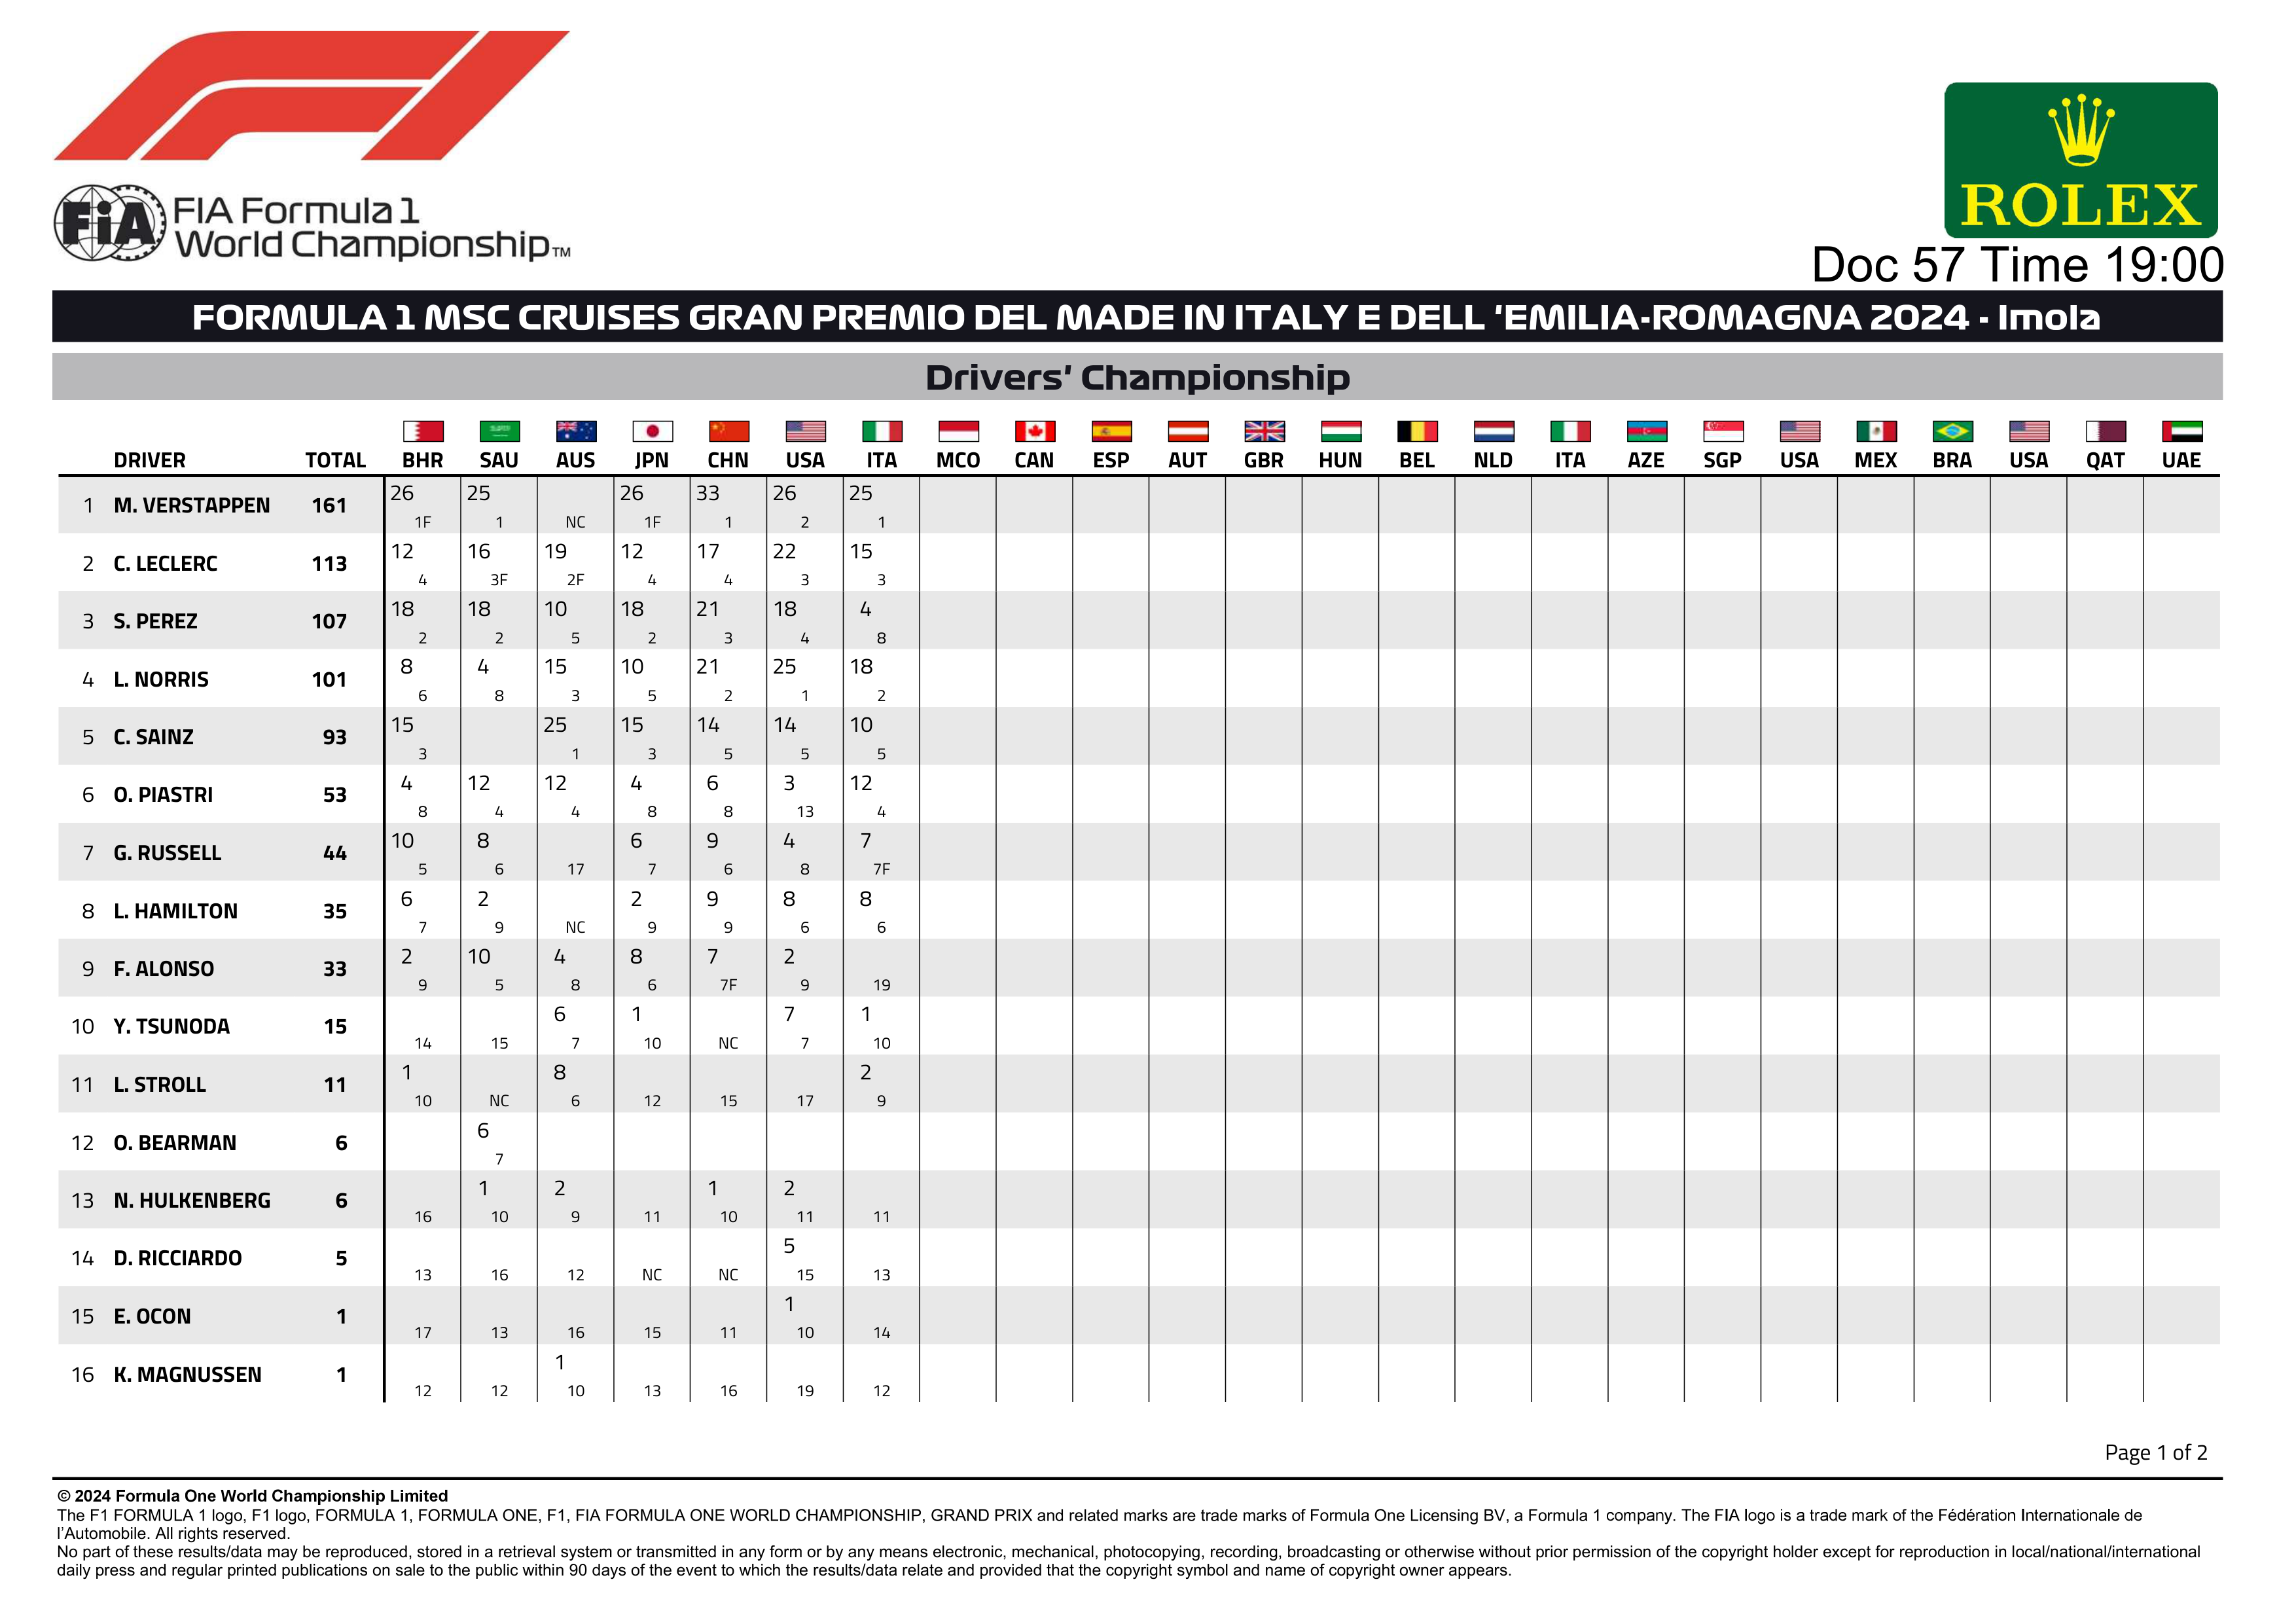 FIA Formula 1
World Championship™
ROLEX
Doc 57 Time 19:00
FORMULA 1 MSC CRUISES GRAN PREMIO DEL MADE IN ITALY E DELL 'EMILIA-ROMAGNA 2024 - Imola
Drivers' Championship
DRIVER TOTAL BHR SAU AUS JPN CHN USA ITA MCO CAN ESP AUT GBR HUN BEL NLD ITA AZE SGP USA MEX BRA USA QAT UAE
26 25 26 33 26 25
1 M. VERSTAPPEN 161
1F 1 NC 1F 1 2 1
12 16 19 12 17 22 15
2 C. LECLERC 113
4 3F 2F 4 4 3 3
18 18 10 18 21 18 4
3 S. PEREZ 107
2 2 5 2 3 4 8
8 4 15 10 21 25 18
4 L. NORRIS 101
6 8 3 5 2 1 2
15 25 15 14 14 10
5 C. SAINZ 93
3 1 3 5 5 5
4 12 12 4 6 3 12
6 O. PIASTRI 53
8 4 4 8 8 13 4
10 8 6 9 4 7
7 G. RUSSELL 44
5 6 17 7 6 8 7F
6 2 2 9 8 8
8 L. HAMILTON 35
7 9 NC 9 9 6 6
2 10 4 8 7 2
9 F. ALONSO 33
9 5 8 6 7F 9 19
6 1 7 1
10 Y. TSUNODA 15
14 15 7 10 NC 7 10
1 8 2
11 L. STROLL 11
10 NC 6 12 15 17 9
6
12 O. BEARMAN 6
7
1 2 1 2
13 N. HULKENBERG 6
16 10 9 11 10 11 11
5
14 D. RICCIARDO 5
13 16 12 NC NC 15 13
1
15 E. OCON 1
17 13 16 15 11 10 14
1
16 K. MAGNUSSEN 1
12 12 10 13 16 19 12
Page 1 of 2
© 2024 Formula One World Championship Limited
The F1 FORMULA 1 logo, F1 logo, FORMULA 1, FORMULA ONE, F1, FIA FORMULA ONE WORLD CHAMPIONSHIP, GRAND PRIX and related marks are trade marks of Formula One Licensing BV, a Formula 1 company. The FIA logo is a trade mark of the Fédération Internationale de
l'Automobile. All rights reserved.
No part of these results/data may be reproduced, stored in a retrieval system or transmitted in any form or by any means electronic, mechanical, photocopying, recording, broadcasting or otherwise without prior permission of the copyright holder except for reproduction in local/national/international
daily press and regular printed publications on sale to the public within 90 days of the event to which the results/data relate and provided that the copyright symbol and name of copyright owner appears.